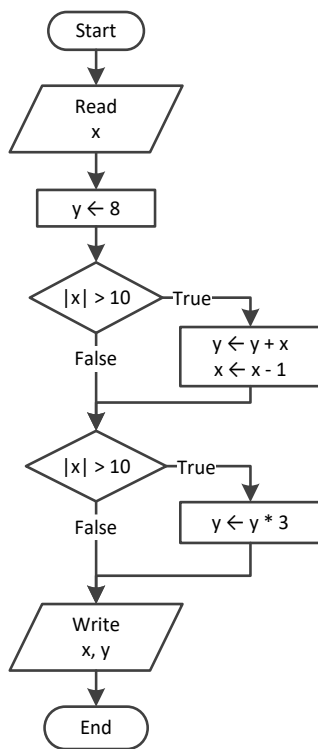 Start
Read
x
y ← 8
|x| > 10
True
False
y ← y + x
x ← x - 1
|x| > 10
True
False
y ← y * 3
Write
x, y
End